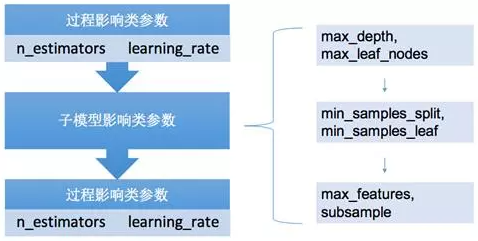 过程影响类参数
n_estimators learning_rate
子模型影响类参数
过程影响类参数
n_estimators learning_rate
max_depth,
max_leaf_nodes
min_samples_split,
min_samples_leaf
max_features,
subsample